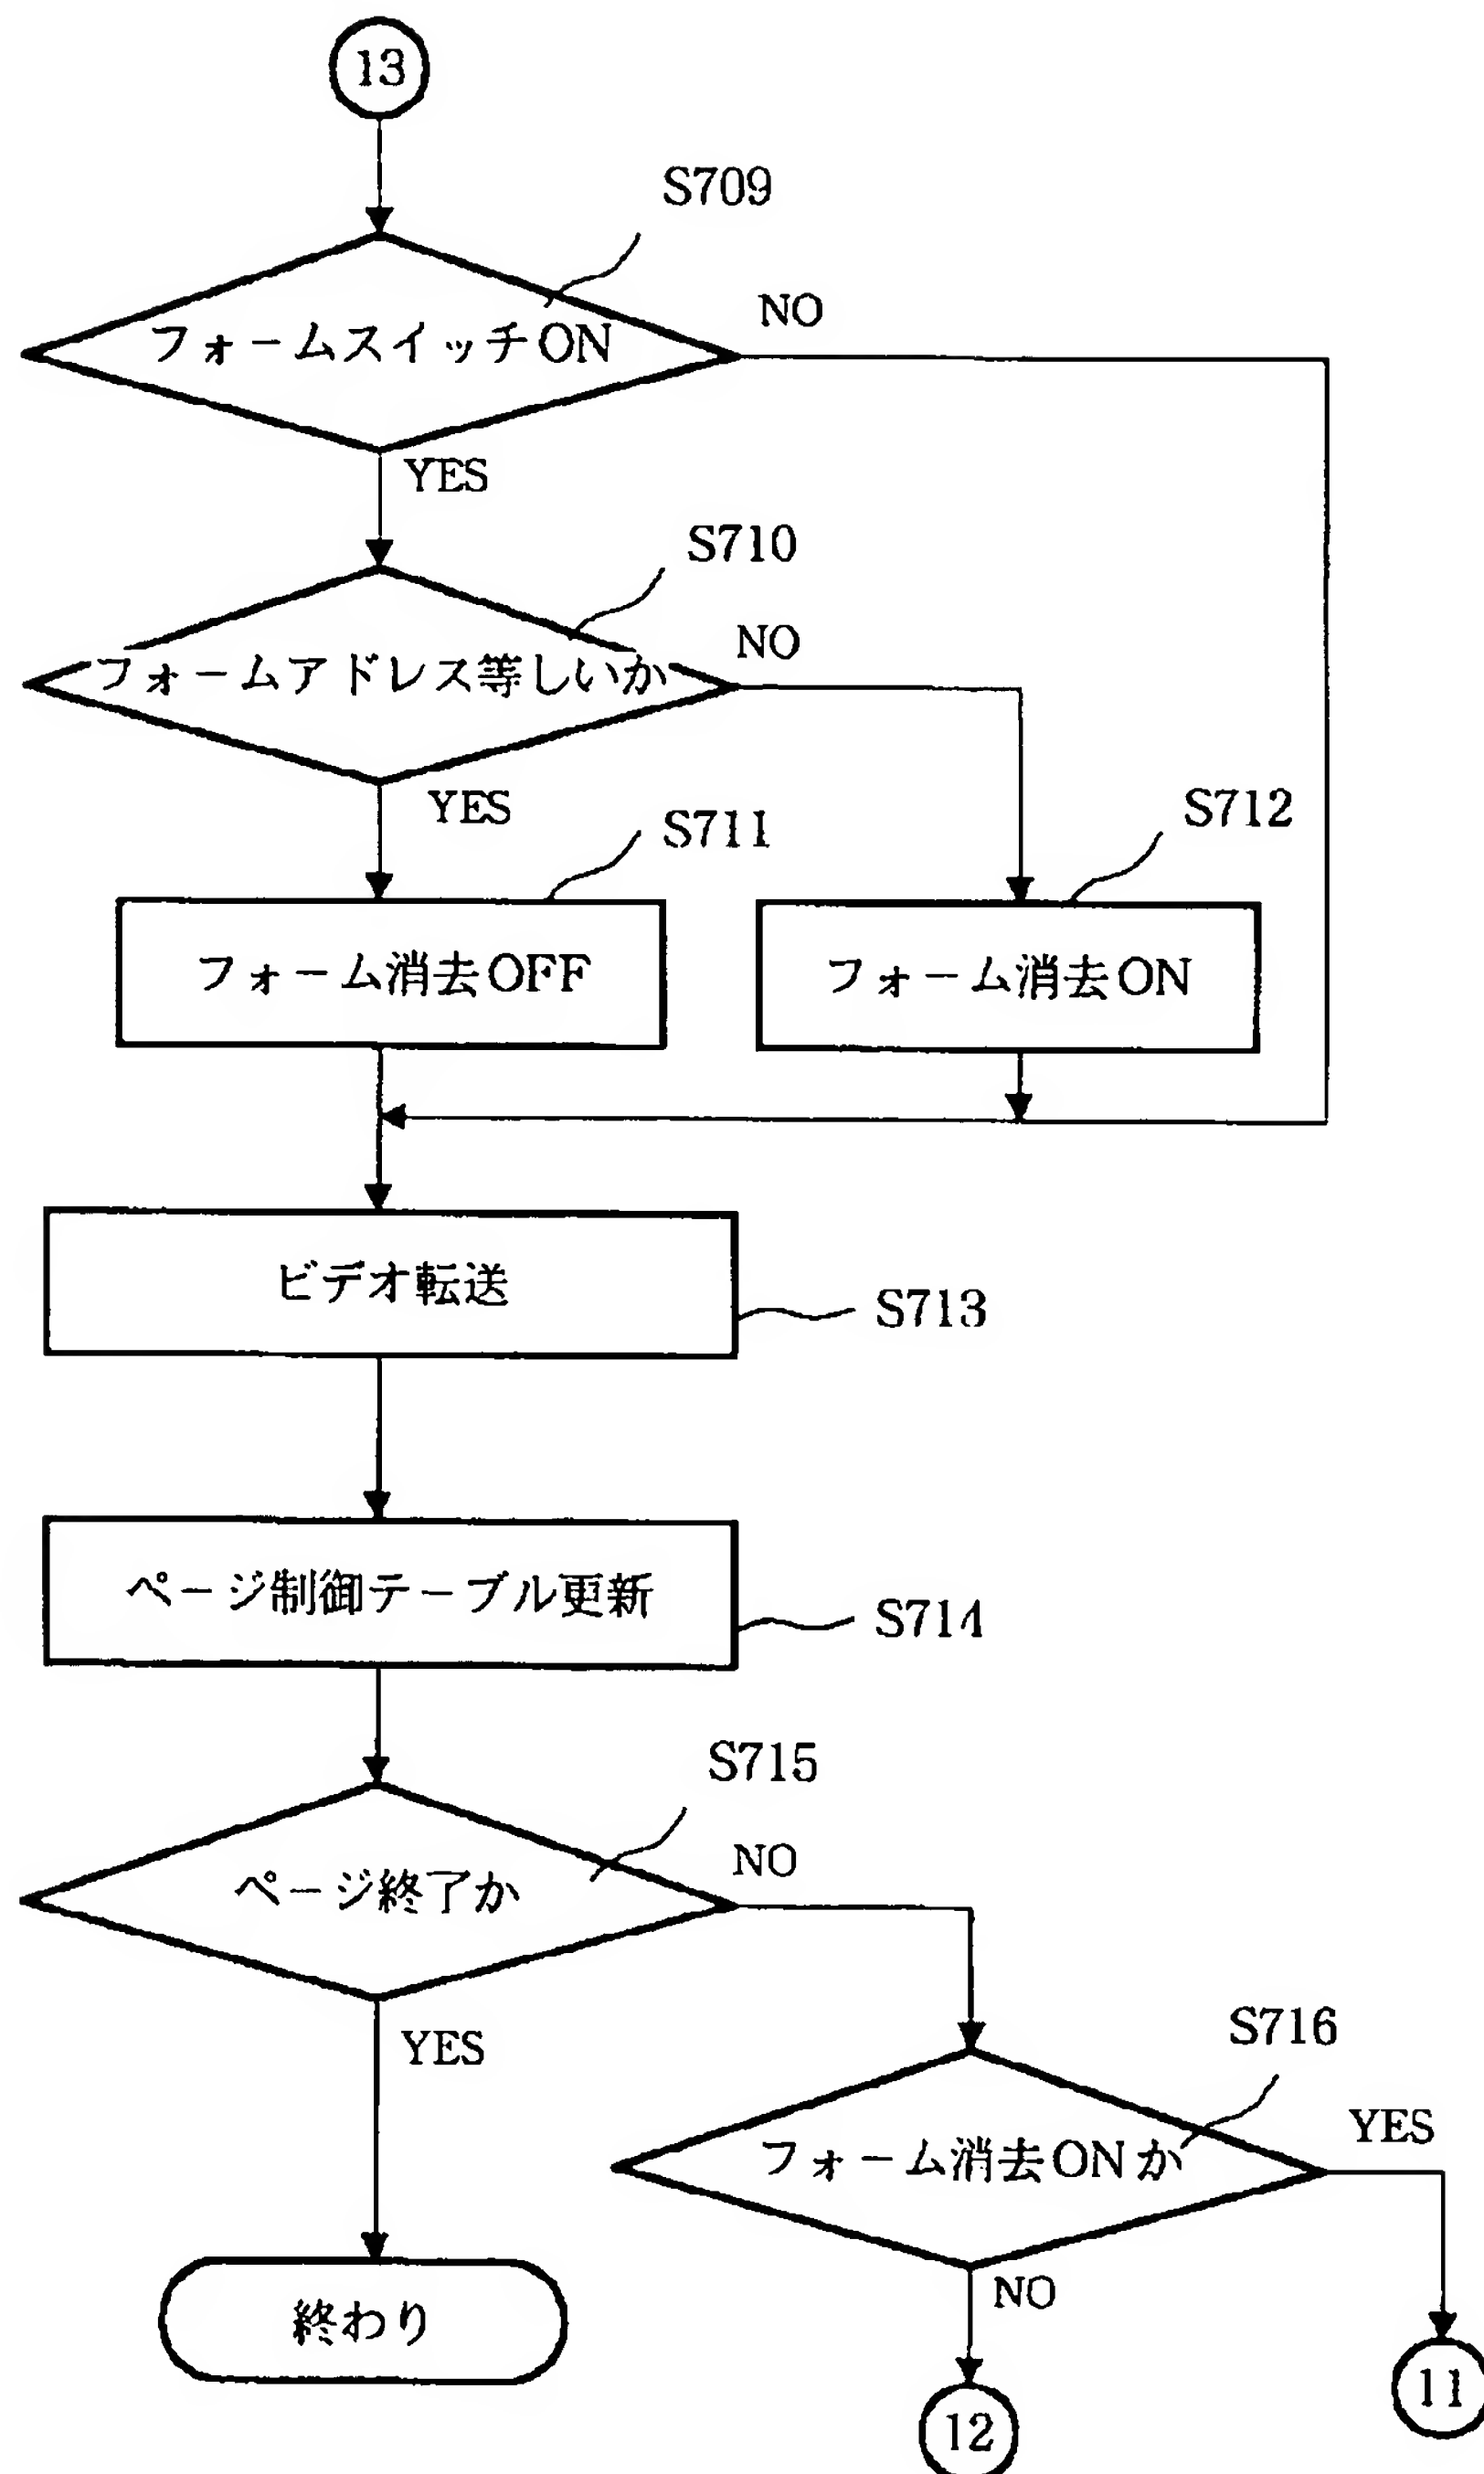 13
S709
フォームスイッチON
NO
YES
S710
フォームアドレス等しいか
NO
YES
S711
S712
フォーム消去OFF
フォーム消去ON
ビデオ転送
S713
ページ制御テーブル更新
S714
S715
ページ終了か
NO
YES
S716
フォーム消去ONか
YES
NO
終わり
11
12